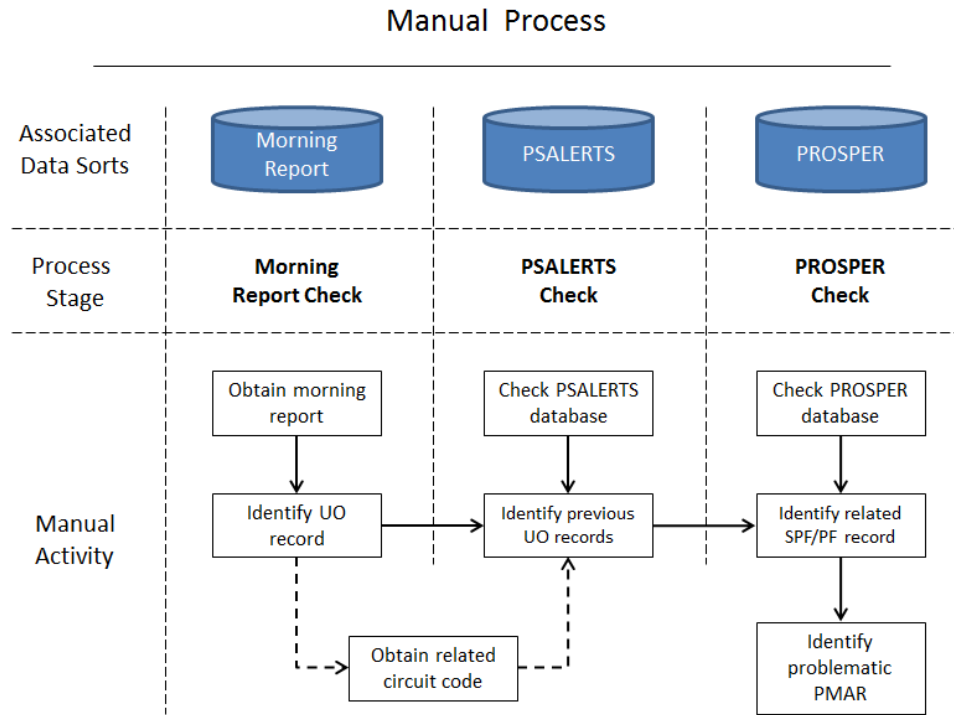 Manual Process
Associated
Data Sorts
Morning
Report
PSALERTS
PROSPER
Process
Stage
Morning
Report Check
PSALERTS
Check
PROSPER
Check
Manual
Activity
Obtain morning
report
Check PSALERTS
database
Check PROSPER
database
Identify UO
record
Identify previous
UO records
Identify related
SPF/PF record
Obtain related
circuit code
Identify
problematic
PMAR